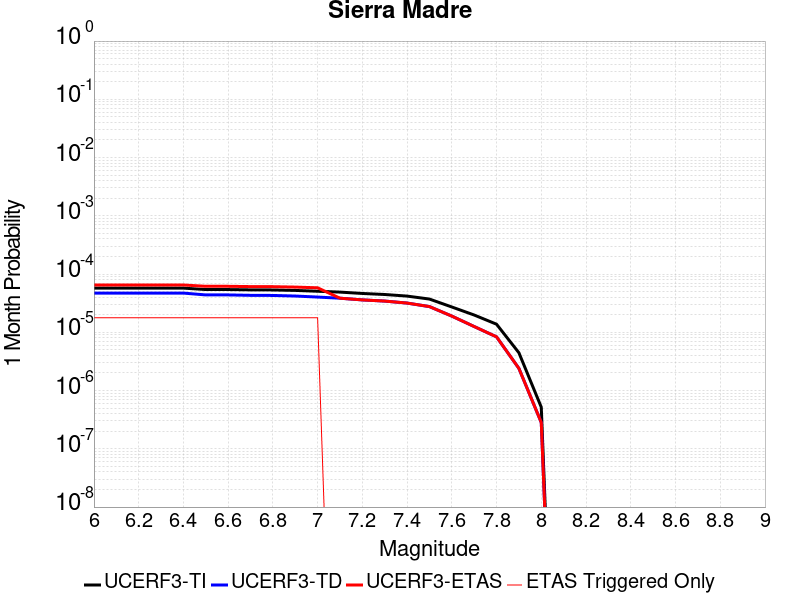 Sierra Madre
10 0
10 -1
10 -2
10 -3
10 -4
10 -5
10 -6
10 -7
10 -8
1 Month Probability
6 6.2 6.4 6.6 6.8 7 7.2 7.4 7.6 7.8 8 8.2 8.4 8.6 8.8 9
Magnitude
UCERF3-TI UCERF3-TD UCERF3-ETAS ETAS Triggered Only